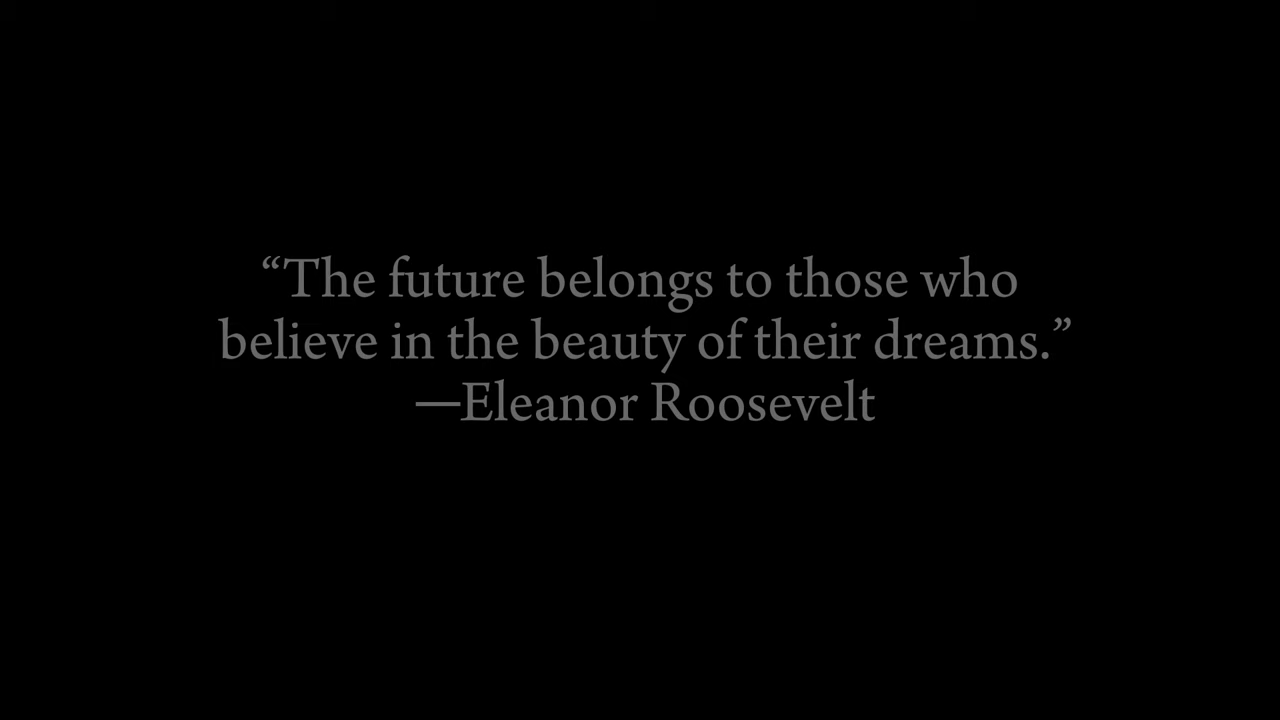 “The future belongs to those who
believe in the beauty of their dreams.”
—Eleanor Roosevelt